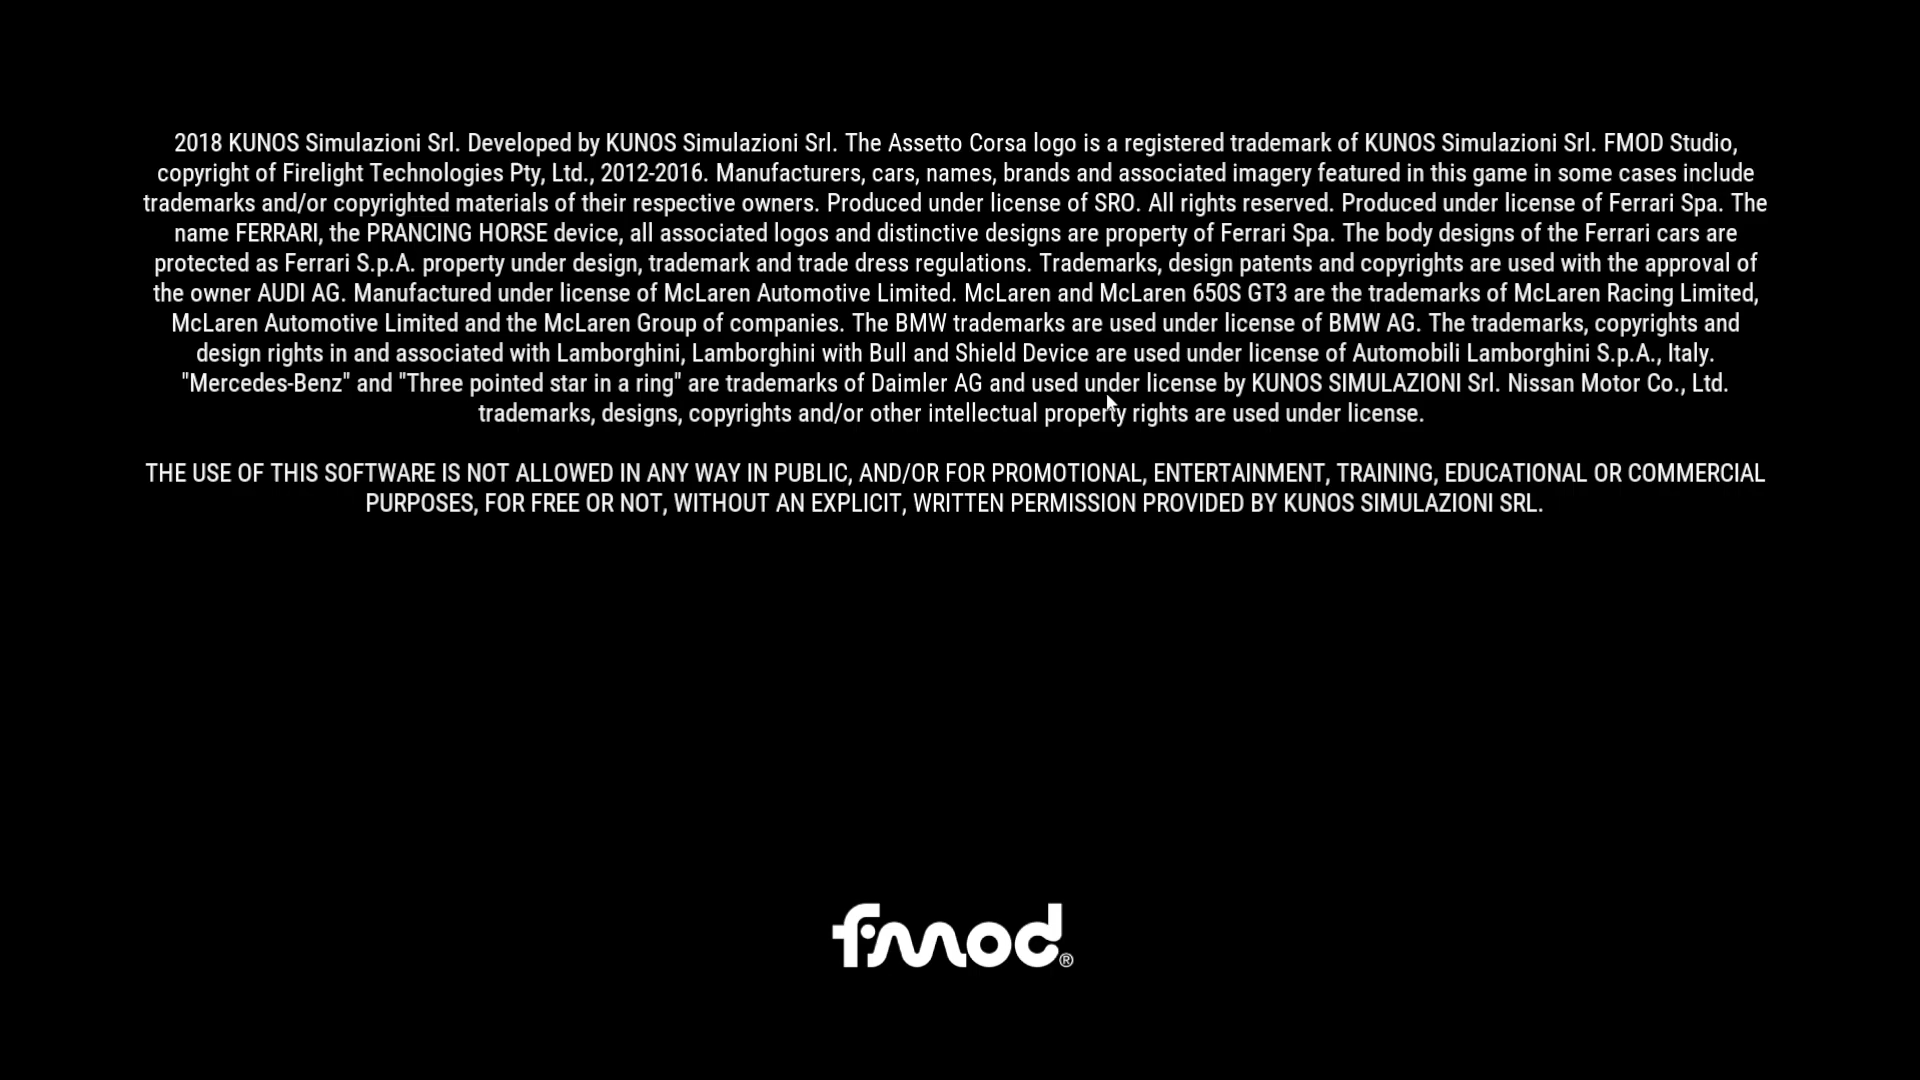 2018 KUNOS Simulazioni Srl. Developed by KUNOS Simulazioni Srl. The Assetto Corsa logo is a registered trademark of KUNOS Simulazioni Srl. FMOD Studio,
copyright of Firelight Technologies Pty, Ltd., 2012-2016. Manufacturers, cars, names, brands and associated imagery featured in this game in some cases include
trademarks and/or copyrighted materials of their respective owners. Produced under license of SRO. All rights reserved. Produced under license of Ferrari Spa. The
name FERRARI, the PRANCING HORSE device, all associated logos and distinctive designs are property of Ferrari Spa. The body designs of the Ferrari cars are
protected as Ferrari S.p.A. property under design, trademark and trade dress regulations. Trademarks, design patents and copyrights are used with the approval of
the owner AUDI AG. Manufactured under license of McLaren Automotive Limited. McLaren and McLaren 650S GT3 are the trademarks of McLaren Racing Limited,
McLaren Automotive Limited and the McLaren Group of companies. The BMW trademarks are used under license of BMW AG. The trademarks, copyrights and
design rights in and associated with Lamborghini, Lamborghini with Bull and Shield Device are used under license of Automobili Lamborghini S.p.A., Italy.
"Mercedes-Benz" and "Three pointed star in a ring" are trademarks of Daimler AG and used under license by KUNOS SIMULAZIONI Srl. Nissan Motor Co., Ltd.
trademarks, designs, copyrights and/or other intellectual property rights are used under license.
THE USE OF THIS SOFTWARE IS NOT ALLOWED IN ANY WAY IN PUBLIC, AND/OR FOR PROMOTIONAL, ENTERTAINMENT, TRAINING, EDUCATIONAL OR COMMERCIAL
PURPOSES, FOR FREE OR NOT, WITHOUT AN EXPLICIT, WRITTEN PERMISSION PROVIDED BY KUNOS SIMULAZIONI SRL.
fmod®